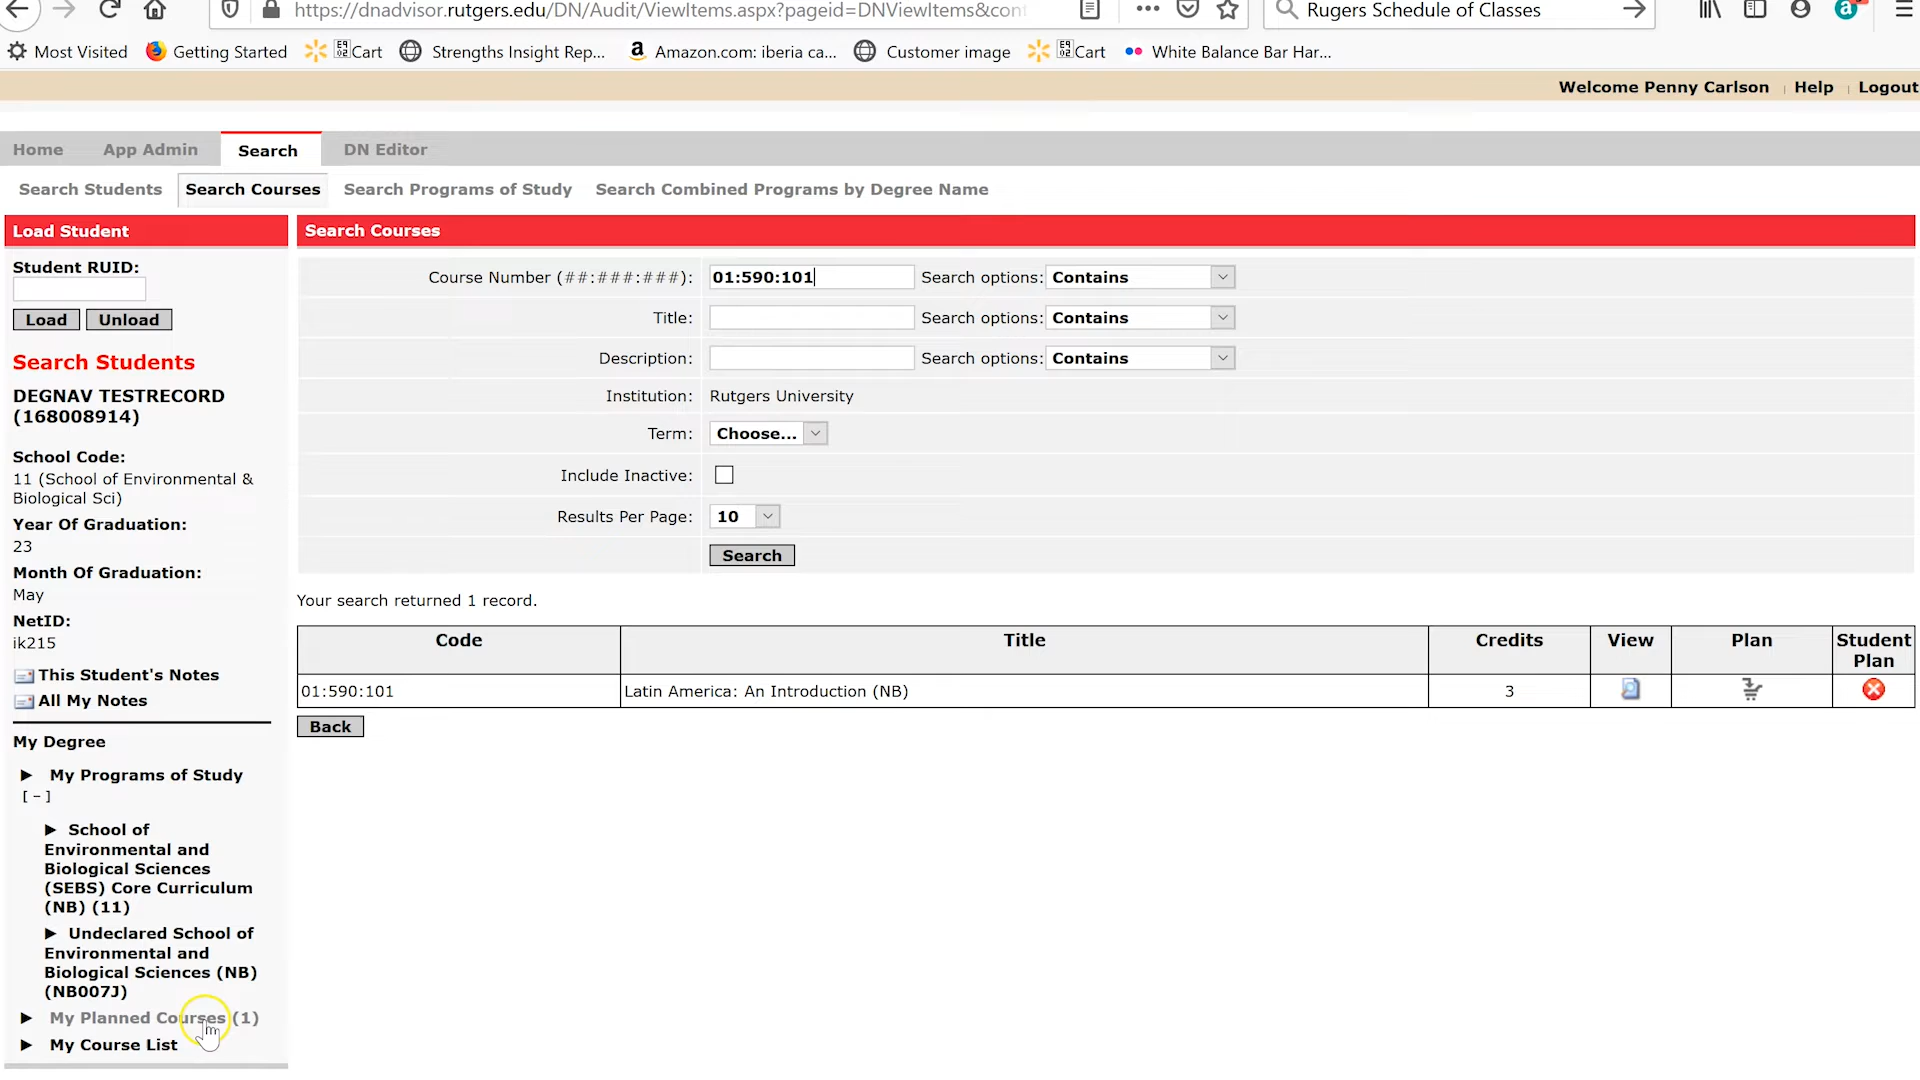 https://dnadvisor.rutgers.edu/DN/Audit/ViewItems.aspx?pageid=DNViewItems&cont
Rugers Schedule of Classes
Most Visited Getting Started Cart Strengths Insight Rep... Amazon.com: iberia ca... Customer image Cart White Balance Bar Har...
Welcome Penny Carlson | Help | Logout
Home App Admin Search DN Editor
Search Students Search Courses Search Programs of Study Search Combined Programs by Degree Name
Load Student
Student RUID:
Load Unload
Search Students
DEGNAV TESTRECORD
(168008914)
School Code:
11 (School of Environmental &
Biological Sci)
Year Of Graduation:
23
Month Of Graduation:
May
NetID:
ik215
This Student's Notes
All My Notes
My Degree
My Programs of Study
[-]
School of
Environmental and
Biological Sciences
(SEBS) Core Curriculum
(NB) (11)
Undeclared School of
Environmental and
Biological Sciences (NB)
(NB007J)
My Planned Courses (1)
My Course List
Search Courses
Course Number (##:###:###): 01:590:101 Search options: Contains
Title: Search options: Contains
Description: Search options: Contains
Institution: Rutgers University
Term: Choose...
Include Inactive:
Results Per Page: 10
Search
Your search returned 1 record.
Code Title Credits View Plan Student Plan
01:590:101 Latin America: An Introduction (NB) 3
Back